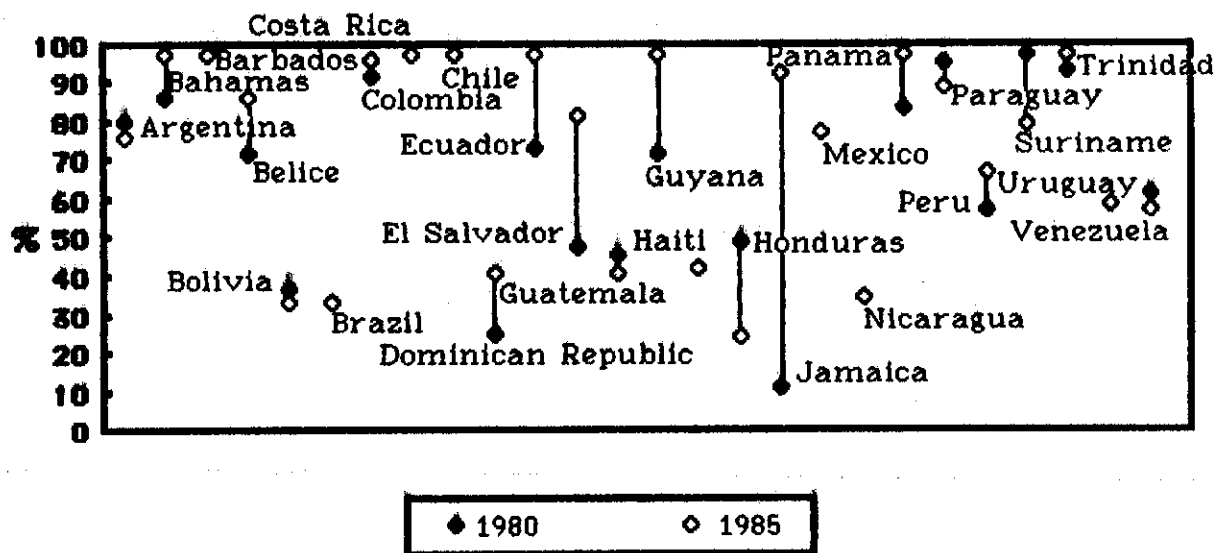 Costa Rica
100
90
80
70
60
50
40
30
20
10
0
%
Bahamas
Barbados
Colombia
Chile
Panama
Paraguay
Trinidad
Argentina
Belice
Ecuador
Guyana
Mexico
Suriname
Peru
Uruguay
Venezuela
El Salvador
Haiti
Honduras
Bolivia
Brazil
Guatemala
Dominican Republic
Nicaragua
Jamaica
1980 1985